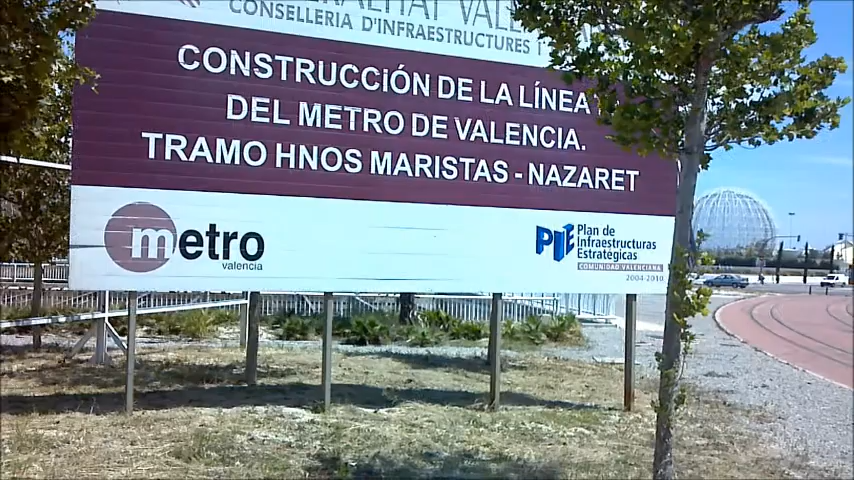 CONSELLERIA D'INFRAESTRUCTURES I
CONSTRUCCIÓN DE LA LÍNEA
DEL METRO DE VALENCIA.
TRAMO HNOS MARISTAS - NAZARET
metro
valencia
PIE
Plan de
Infraestructuras
Estratégicas
COMUNIDAD VALENCIANA
2004-2010